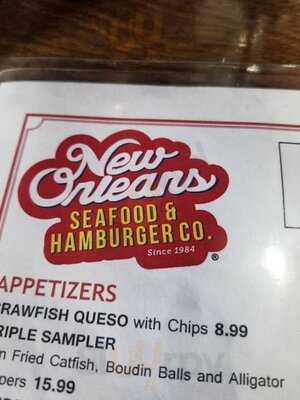 New
Orleans
SEAFOOD &
HAMBURGER CO.
Since 1984
®
APPETIZERS
RAWFISH QUESO with Chips 8.99
RIPLE SAMPLER
n Fried Catfish, Boudin Balls and Alligator
pers 15.99